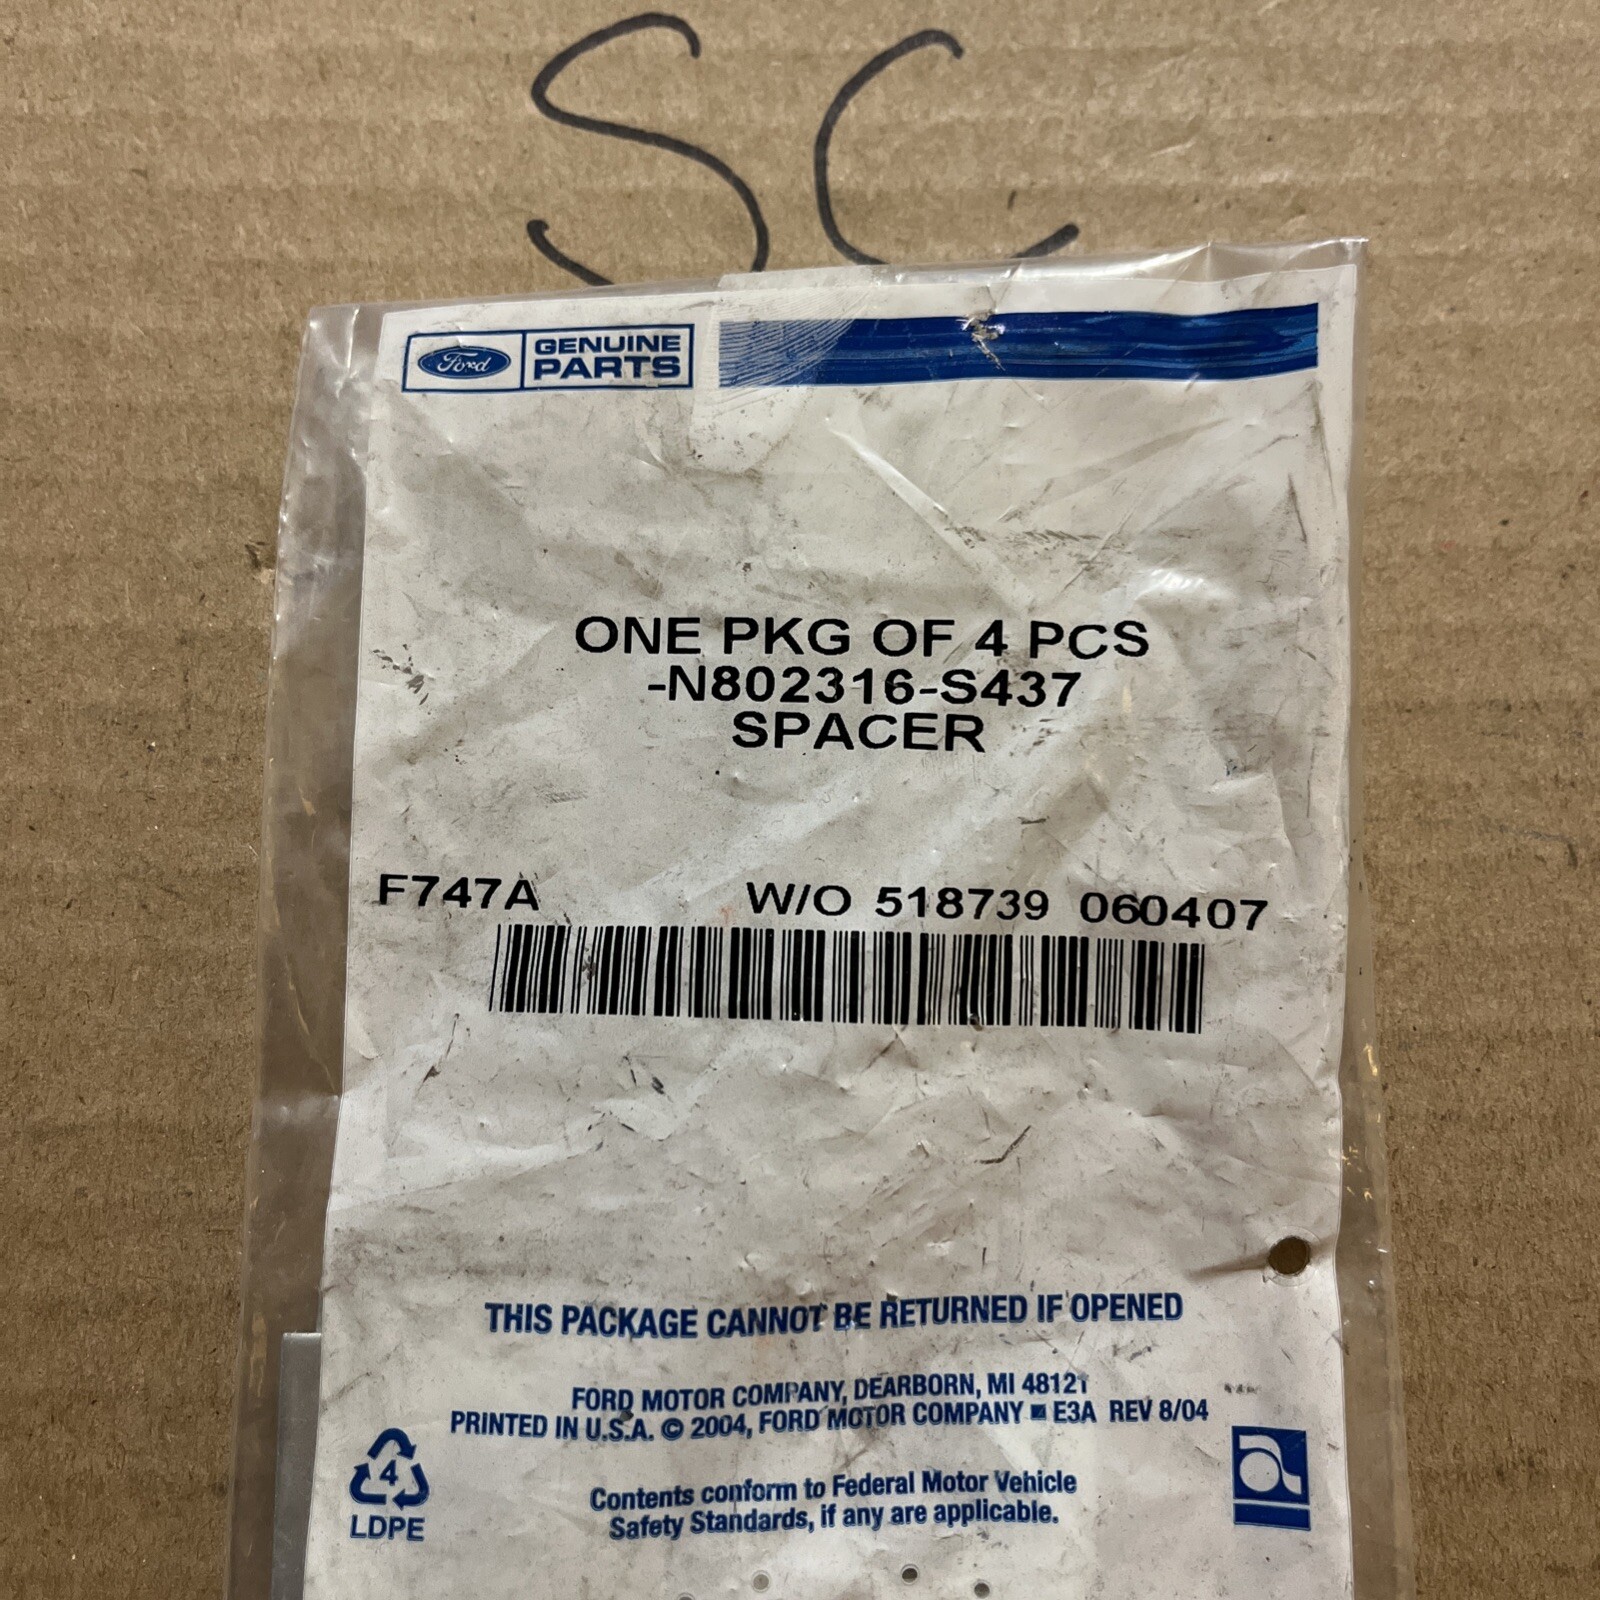 SC
Ford GENUINE PARTS
ONE PKG OF 4 PCS
-N802316-S437
SPACER
F747A W/O 518739 060407
THIS PACKAGE CANNOT BE RETURNED IF OPENED
FORD MOTOR COMPANY, DEARBORN, MI 48121
PRINTED IN U.S.A. © 2004, FORD MOTOR COMPANY ■ E3A REV 8/04
4
LDPE
Contents conform to Federal Motor Vehicle
Safety Standards, if any are applicable.
a